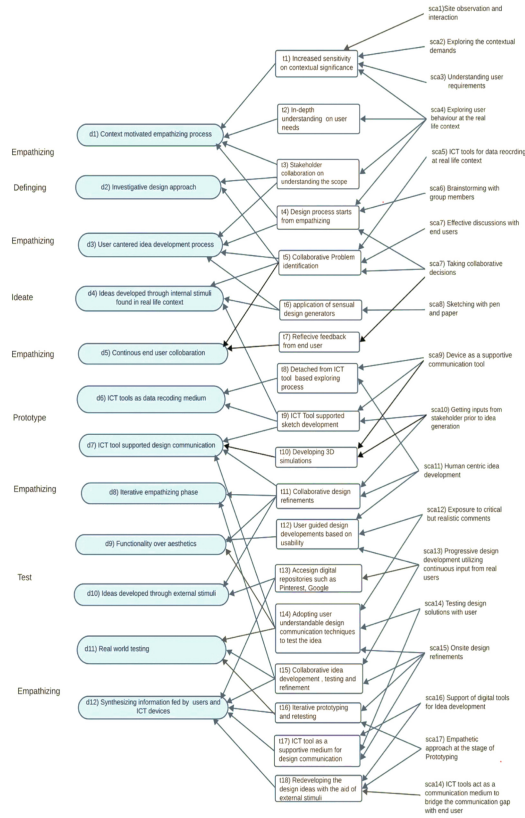 Empathizing
Definging
Empathizing
Ideate
Empathizing
Prototype
Empathizing
Test
Empathizing
d1) Context motivated empathizing process
d2) Investigative design approach
d3) User cantered idea development process
d4) Ideas developed through internal stimuli
found in real life context
d5) Continous end user collobaration
d6) ICT tools as data recoding medium
d7) ICT tool supported design communication
d8) Iterative empathizing phase
d9) Functionality over aesthetics
d10) Ideas developed through external stimuli
d11) Real world testing
d12) Synthesizing information fed by users and
ICT devices
t1) Increased sensitivity
on contextual significance
t2) In-depth
understanding on user
needs
t3) Stakeholder
collaboration on
understanding the scope
t4) Design process starts
from empathizing
t5) Collaborative Problem
identification
t6) application of sensual
design generators
t7) Reflecive feedback
from end user
t8) Detached from ICT
tool based exploring
process
t9) ICT Tool supported
sketch development
t10) Developing 3D
simulations
t11) Collaborative design
refinements
t12) User guided design
developements based on
usability
t13) Accesign digital
repositories such as
Pinterest, Google
t14) Adopting user
understandable design
communication techniques
to test the idea
t15) Collaborative idea
developement , testing and
refinement
t16) Iterative prototyping
and retesting
t17) ICT tool as a
supportive medium for
design communication
t18) Redeveloping the
design ideas with the aid of
external stimuli
sca1)Site observation and
interaction
sca2) Exploring the contextual
demands
sca3) Understanding user
requirements
sca4) Exploring user
behaviour at the real
life context
sca5) ICT tools for data reocrding
at real life context
sca6) Brainstorming with
group members
sca7) Effective discussions with
end users
sca7) Taking collaborative
decisions
sca8) Sketching with pen
and paper
sca9) Device as a supportive
communication tool
sca10) Getting inputs from
stakeholder prior to idea
generation
sca11) Human centric idea
development
sca12) Exposure to critical
but realistic comments
sca13) Progressive design
development utilizing
continuous input from real
users
sca14) Testing design
solutions with user
sca15) Onsite design
refinements
sca16) Support of digital tools
for Idea development
sca17) Empathetic
approach at the stage of
Prototyping
sca14) ICT tools act as a
communication medium to
bridge the communication gap
with end user